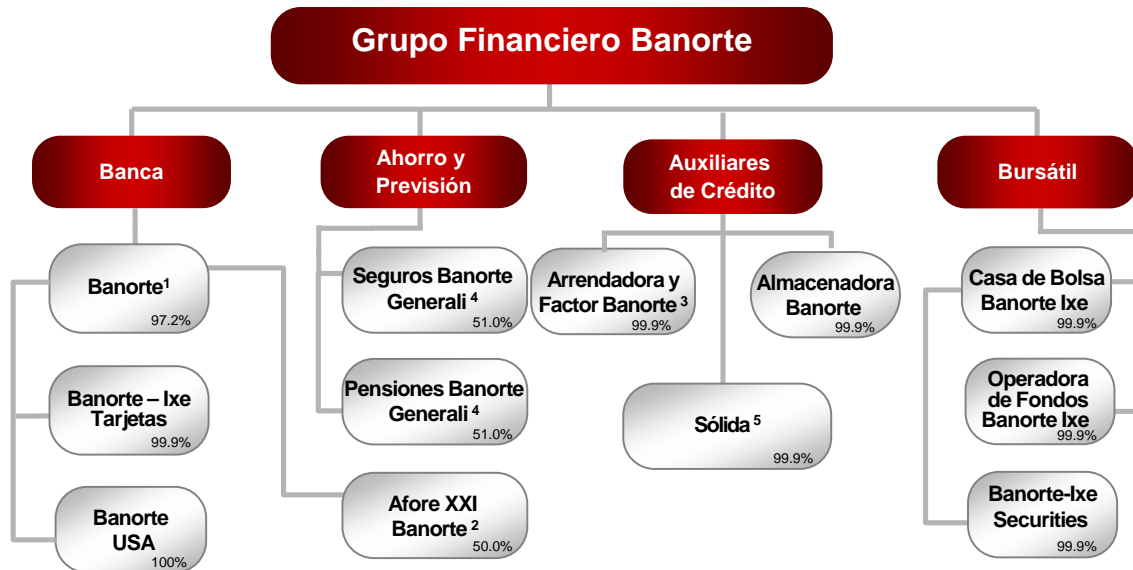 Grupo Financiero Banorte
Banca
Ahorro y
Previsión
Auxiliares
de Crédito
Bursátil
Banorte¹
97.2%
Banorte – Ixe
Tarjetas
99.9%
Banorte
USA
100%
Seguros Banorte
Generali ⁴
51.0%
Pensiones Banorte
Generali ⁴
51.0%
Afore XXI
Banorte ²
50.0%
Arrendadora y
Factor Banorte ³
99.9%
Almacenadora
Banorte
99.9%
Sólida ⁵
99.9%
Casa de Bolsa
Banorte Ixe
99.9%
Operadora
de Fondos
Banorte Ixe
99.9%
Banorte-Ixe
Securities
99.9%